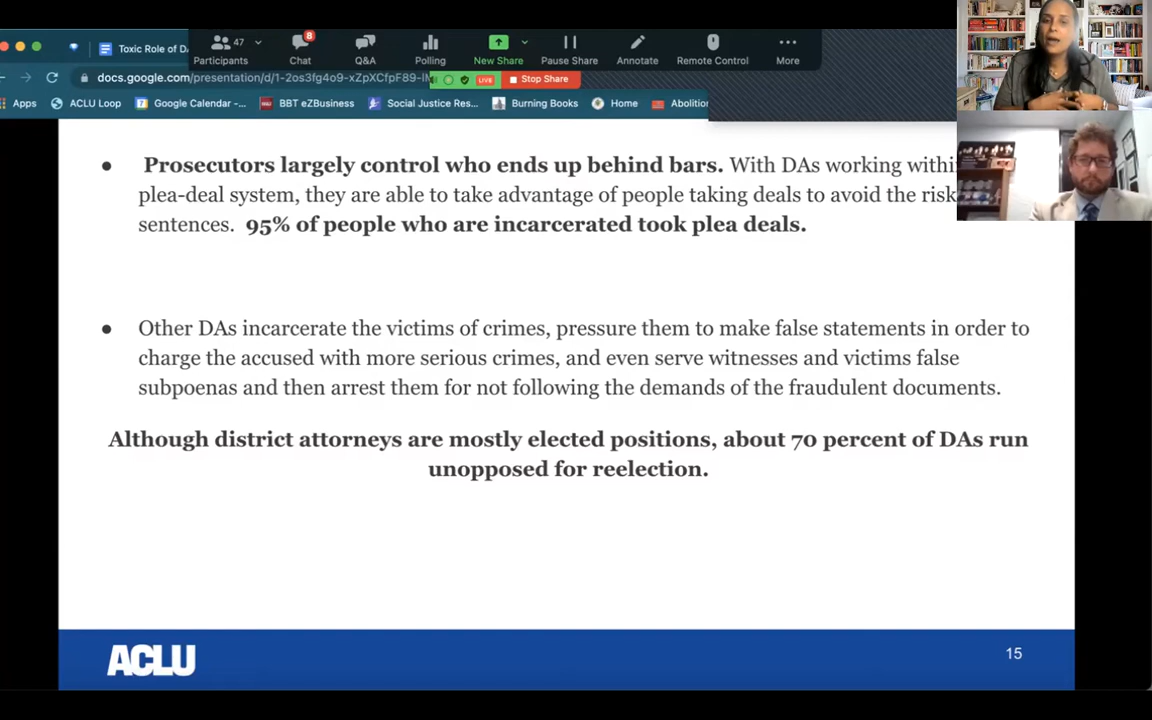 Toxic Role of D
47
8
Participants
Chat
Q&A
Polling
New Share
Pause Share
Annotate
Remote Control
More
docs.google.com/presentation/d/1-2os3fg4o9-xZpXCfpF89-I
LIVE
Stop Share
Apps
ACLU Loop
Google Calendar -...
BBT eZBusiness
Social Justice Res...
Burning Books
Home
Abolition
● Prosecutors largely control who ends up behind bars. With DAs working withi
plea-deal system, they are able to take advantage of people taking deals to avoid the risk
sentences. 95% of people who are incarcerated took plea deals.
● Other DAs incarcerate the victims of crimes, pressure them to make false statements in order to
charge the accused with more serious crimes, and even serve witnesses and victims false
subpoenas and then arrest them for not following the demands of the fraudulent documents.
Although district attorneys are mostly elected positions, about 70 percent of DAs run
unopposed for reelection.
ACLU
15